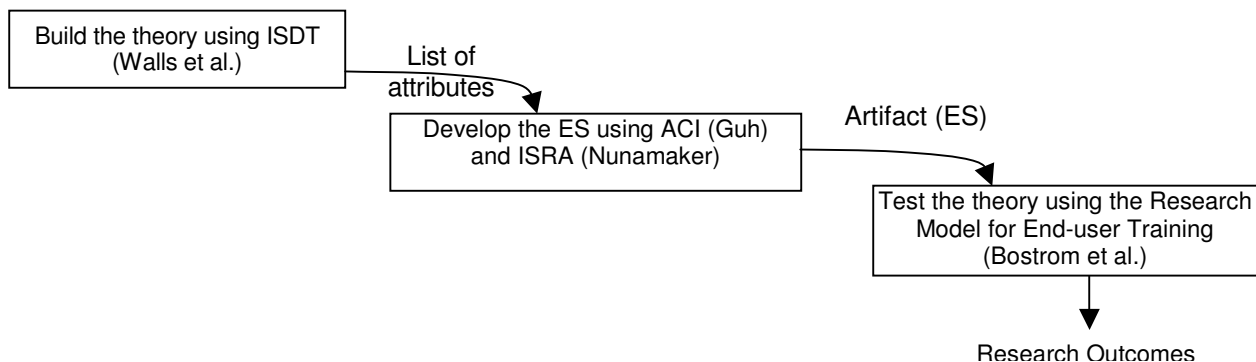 Build the theory using ISDT
(Walls et al.)
List of
attributes
Develop the ES using ACI (Guh)
and ISRA (Nunamaker)
Artifact (ES)
Test the theory using the Research
Model for End-user Training
(Bostrom et al.)
Research Outcomes